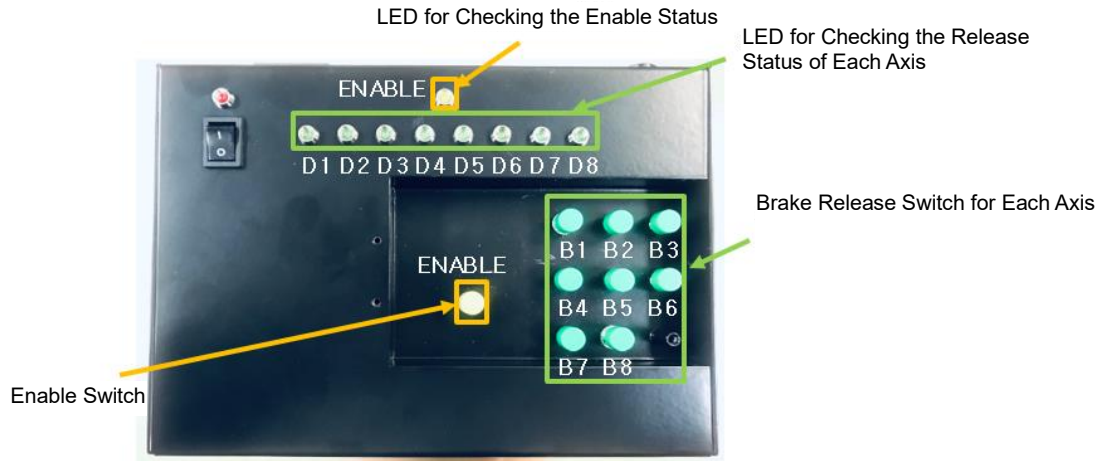 LED for Checking the Enable Status
LED for Checking the Release
Status of Each Axis
ENABLE
D1 D2 D3 D4 D5 D6 D7 D8
Brake Release Switch for Each Axis
B1 B2 B3
ENABLE
B4 B5 B6
B7 B8
Enable Switch